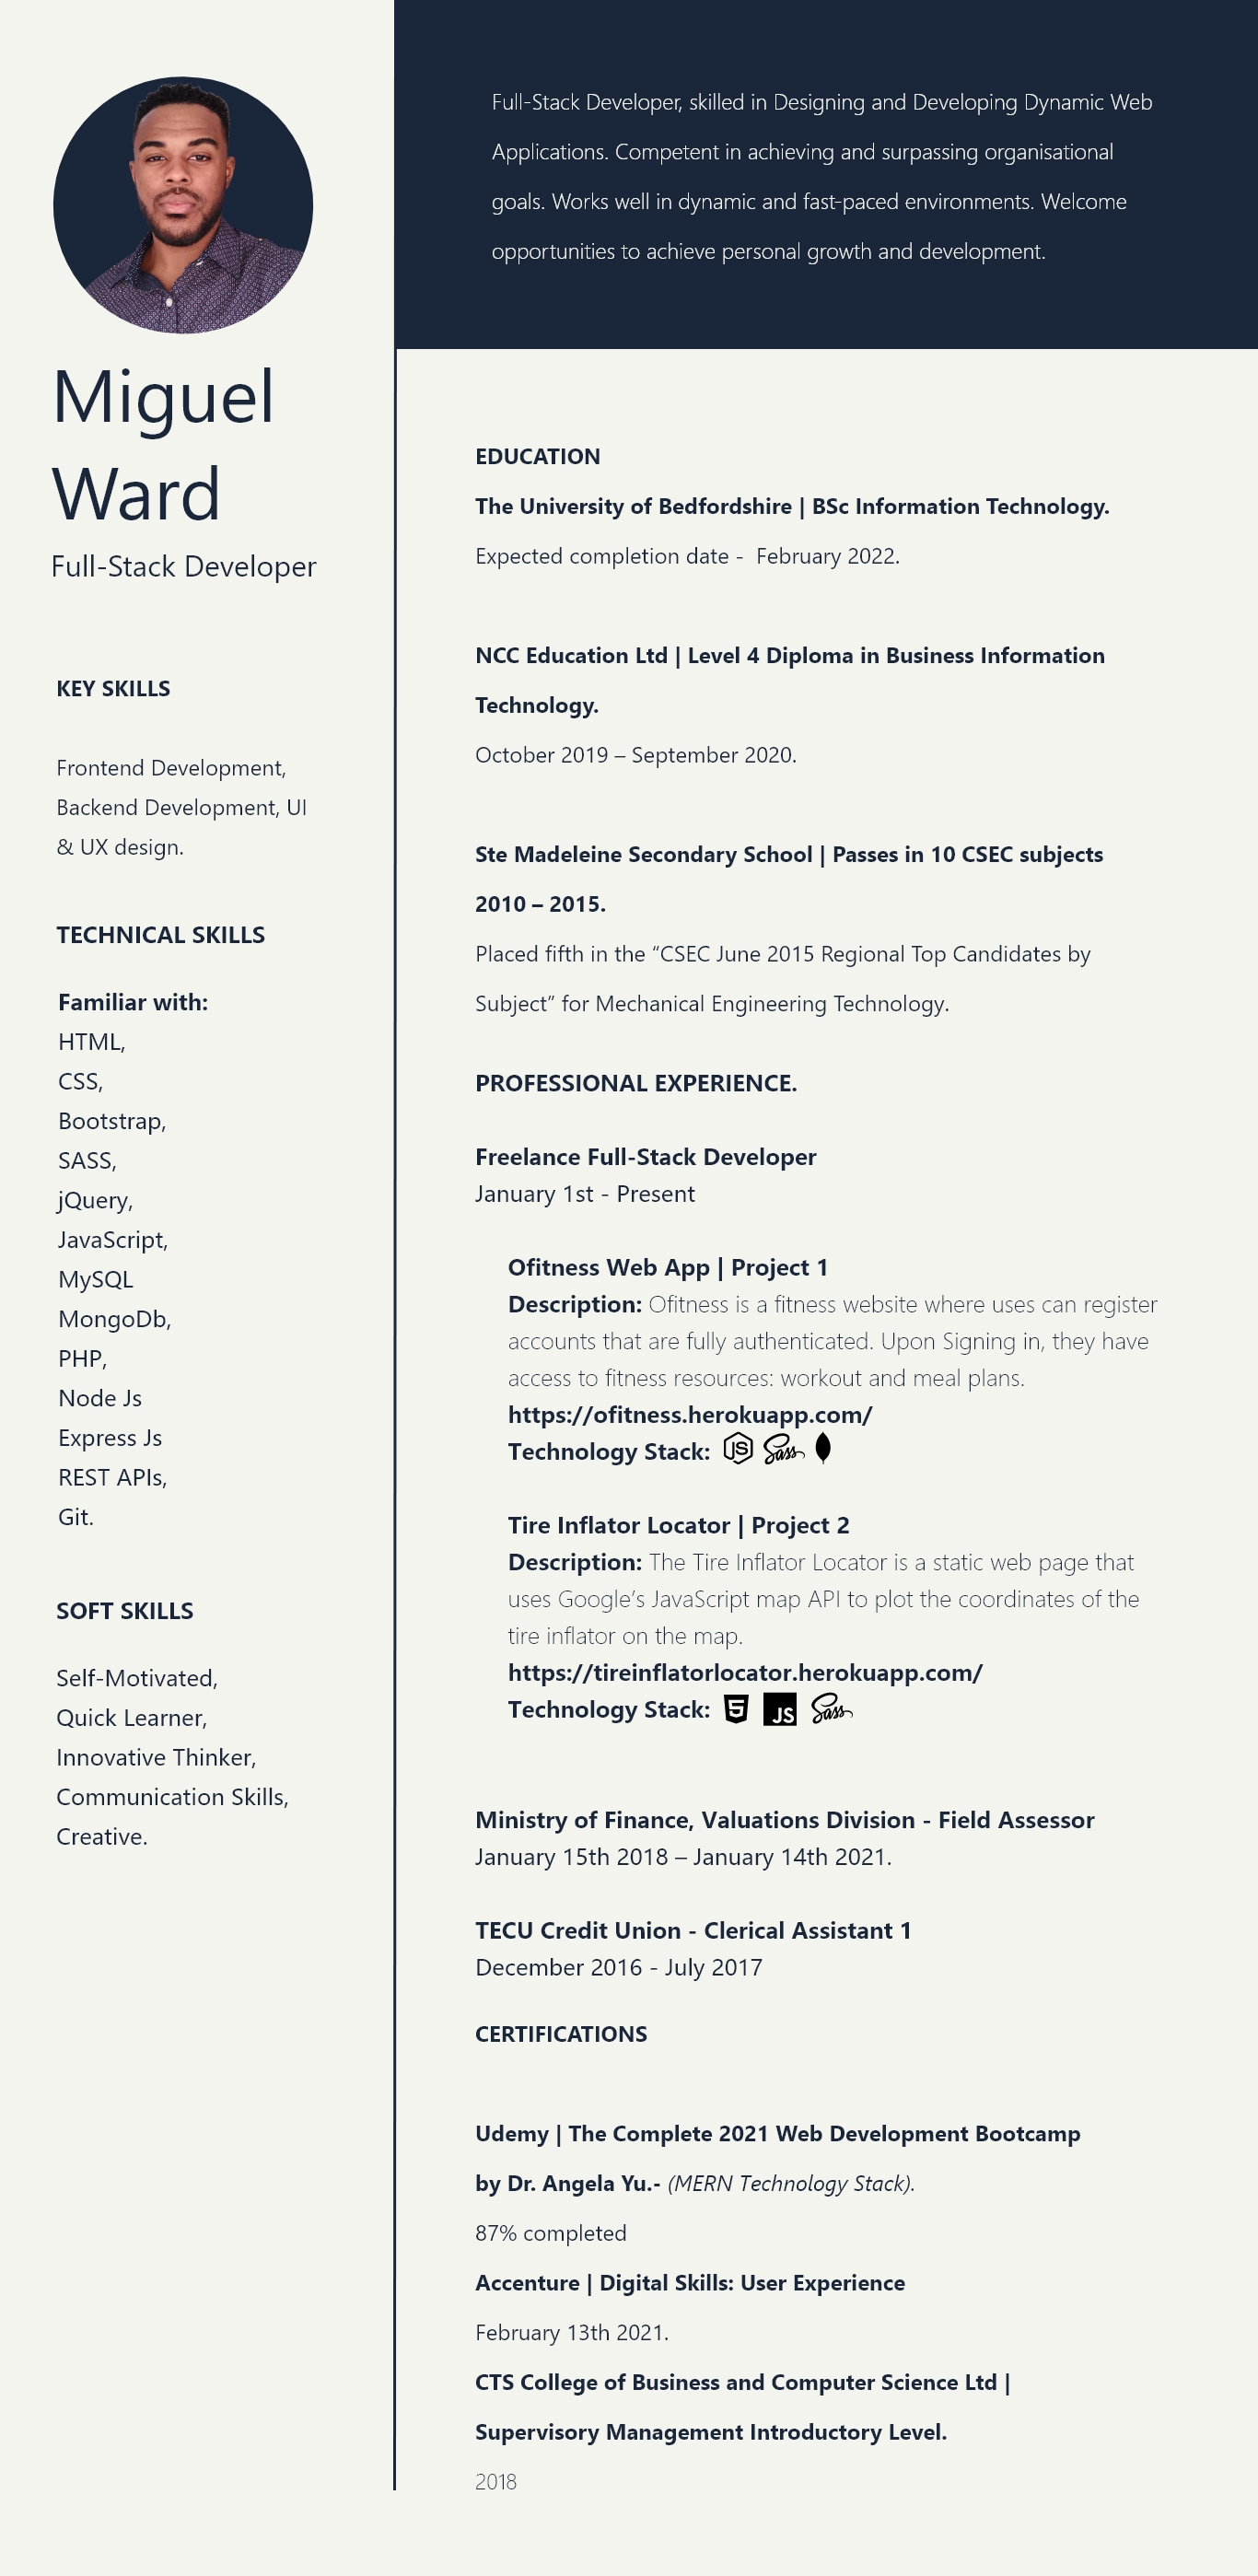 Miguel
Ward
Full-Stack Developer
KEY SKILLS
Frontend Development,
Backend Development, UI
& UX design.
TECHNICAL SKILLS
Familiar with:
HTML,
CSS,
Bootstrap,
SASS,
jQuery,
JavaScript,
MySQL
MongoDb,
PHP,
Node Js
Express Js
REST APIs,
Git.
SOFT SKILLS
Self-Motivated,
Quick Learner,
Innovative Thinker,
Communication Skills,
Creative.
Full-Stack Developer, skilled in Designing and Developing Dynamic Web
Applications. Competent in achieving and surpassing organisational
goals. Works well in dynamic and fast-paced environments. Welcome
opportunities to achieve personal growth and development.
EDUCATION
The University of Bedfordshire | BSc Information Technology.
Expected completion date -  February 2022.
NCC Education Ltd | Level 4 Diploma in Business Information
Technology.
October 2019 – September 2020.
Ste Madeleine Secondary School | Passes in 10 CSEC subjects
2010 – 2015.
Placed fifth in the “CSEC June 2015 Regional Top Candidates by
Subject” for Mechanical Engineering Technology.
PROFESSIONAL EXPERIENCE.
Freelance Full-Stack Developer
January 1st - Present
Ofitness Web App | Project 1
Description: Ofitness is a fitness website where uses can register
accounts that are fully authenticated. Upon Signing in, they have
access to fitness resources: workout and meal plans.
https://ofitness.herokuapp.com/
Technology Stack: JS Sass
Tire Inflator Locator | Project 2
Description: The Tire Inflator Locator is a static web page that
uses Google’s JavaScript map API to plot the coordinates of the
tire inflator on the map.
https://tireinflatorlocator.herokuapp.com/
Technology Stack: 5 JS Sass
Ministry of Finance, Valuations Division - Field Assessor
January 15th 2018 – January 14th 2021.
TECU Credit Union - Clerical Assistant 1
December 2016 - July 2017
CERTIFICATIONS
Udemy | The Complete 2021 Web Development Bootcamp
by Dr. Angela Yu.- (MERN Technology Stack).
87% completed
Accenture | Digital Skills: User Experience
February 13th 2021.
CTS College of Business and Computer Science Ltd |
Supervisory Management Introductory Level.
2018